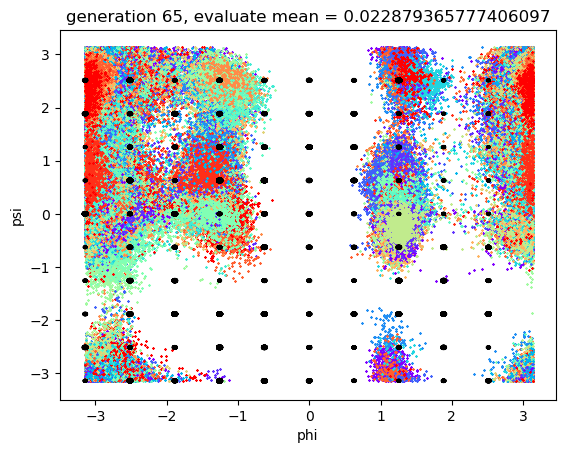 generation 65, evaluate mean = 0.022879365777406097
3
2
1
0
−1
−2
−3
psi
−3 −2 −1 0 1 2 3
phi